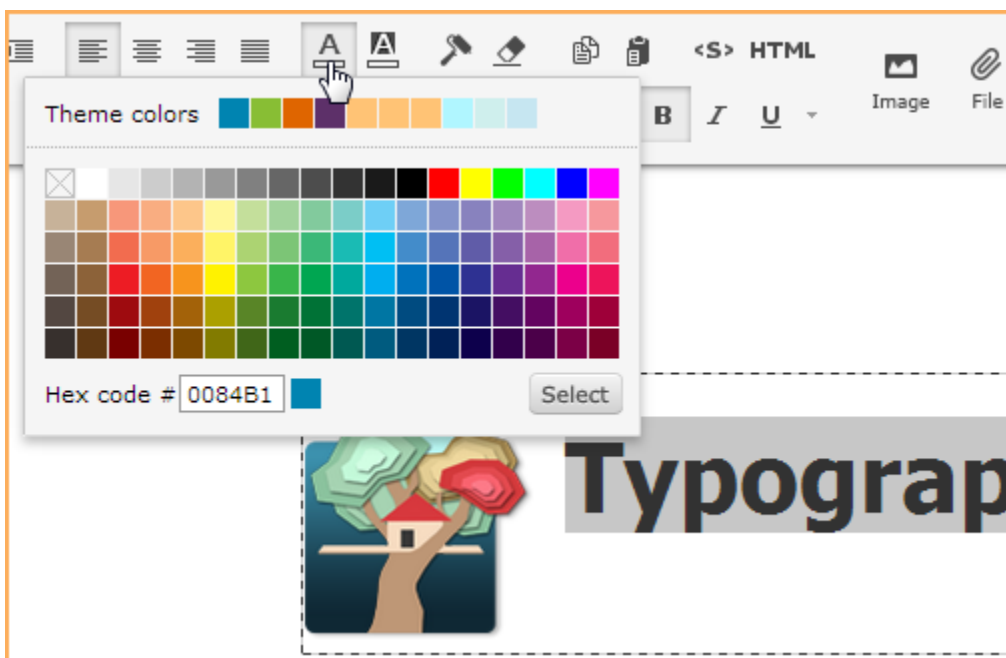 A A <S> HTML
B I U
Image File
Theme colors
Hex code # 0084B1
Select
Typograp